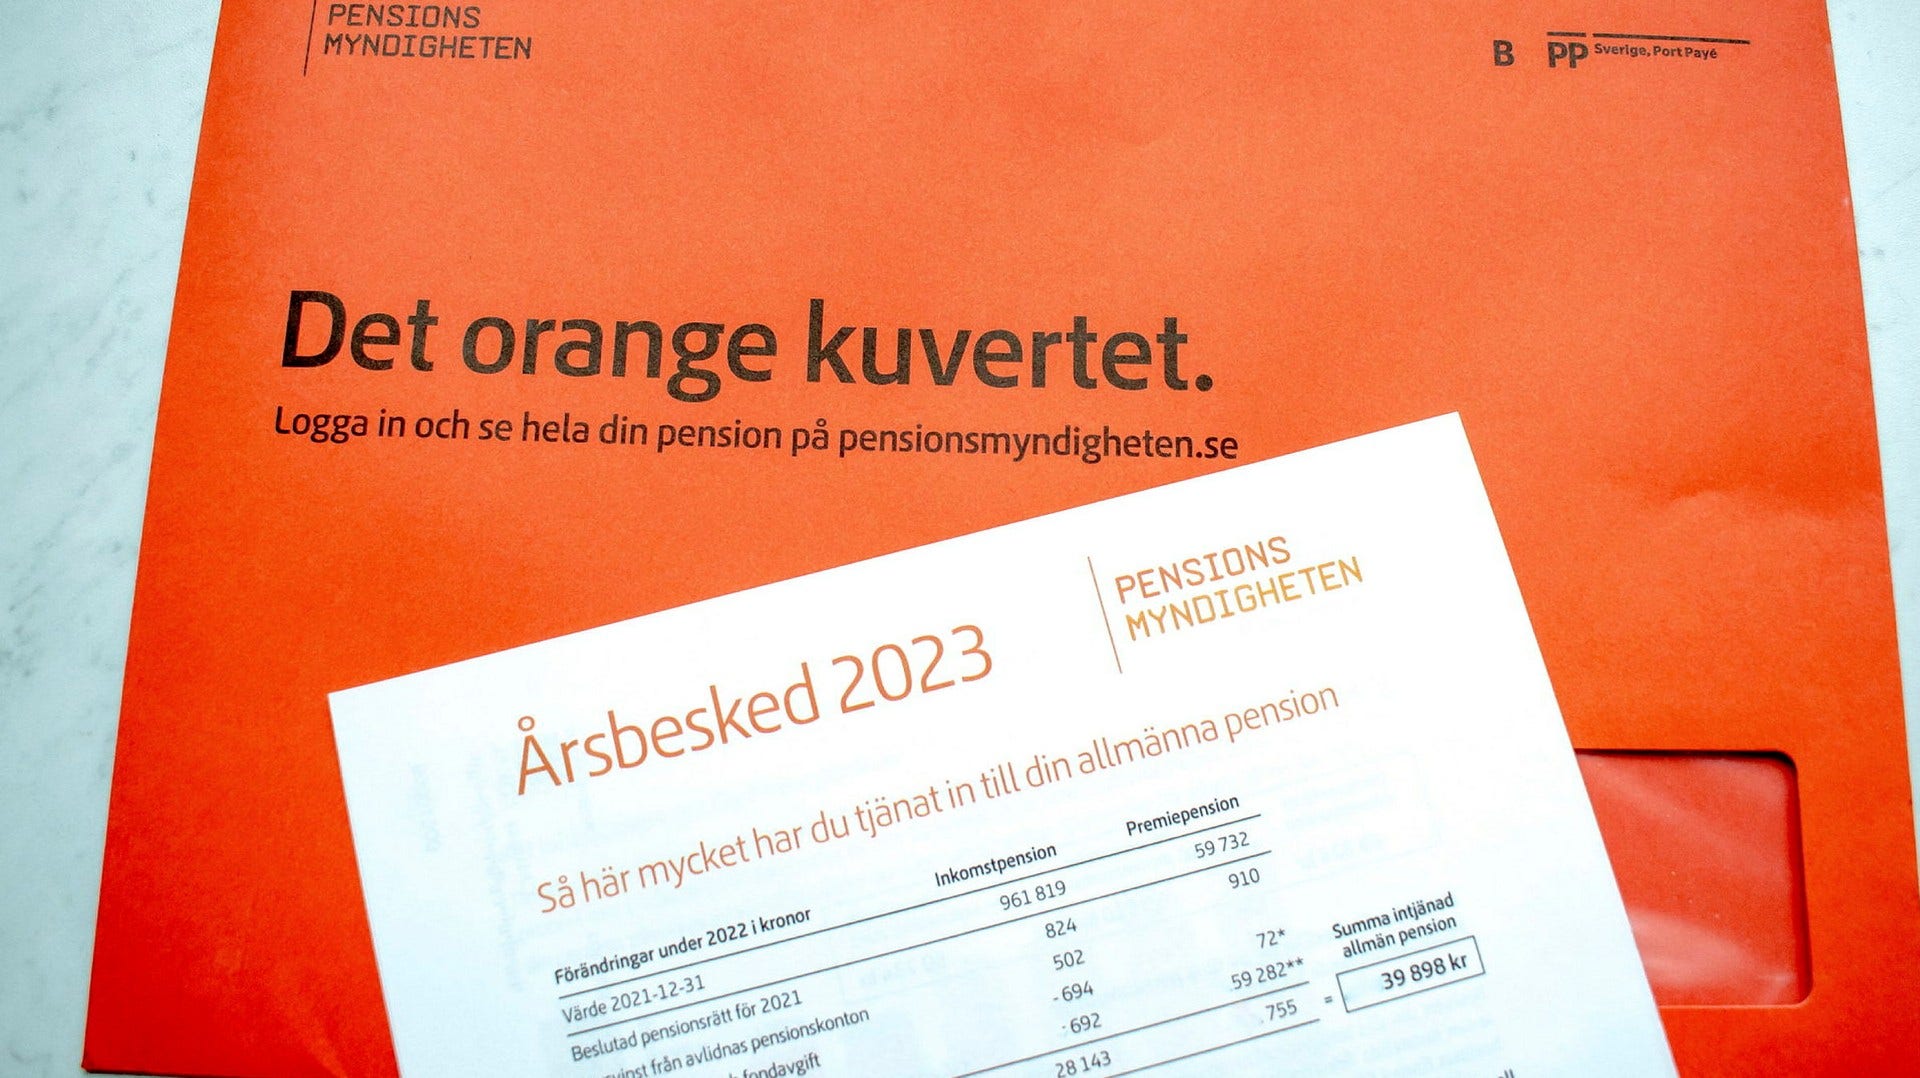 PENSIONS
MYNDIGHETEN
B PP Sverige, Port Payé
Det orange kuvertet.
Logga in och se hela din pension på pensionsmyndigheten.se
PENSIONS
MYNDIGHETEN
Årsbesked 2023
Så här mycket har du tjänat in till din allmänna pension
Förändringar under 2022 i kronor Inkomstpension Premiepension
Värde 2021-12-31 961 819 59 732
Beslutad pensionsrätt för 2021 824 910
från avlidnas pensionskonton 502 72*
fondavgift -694 59 282**
-692 755
28 143
Summa intjänad
allmän pension
= 39 898 kr